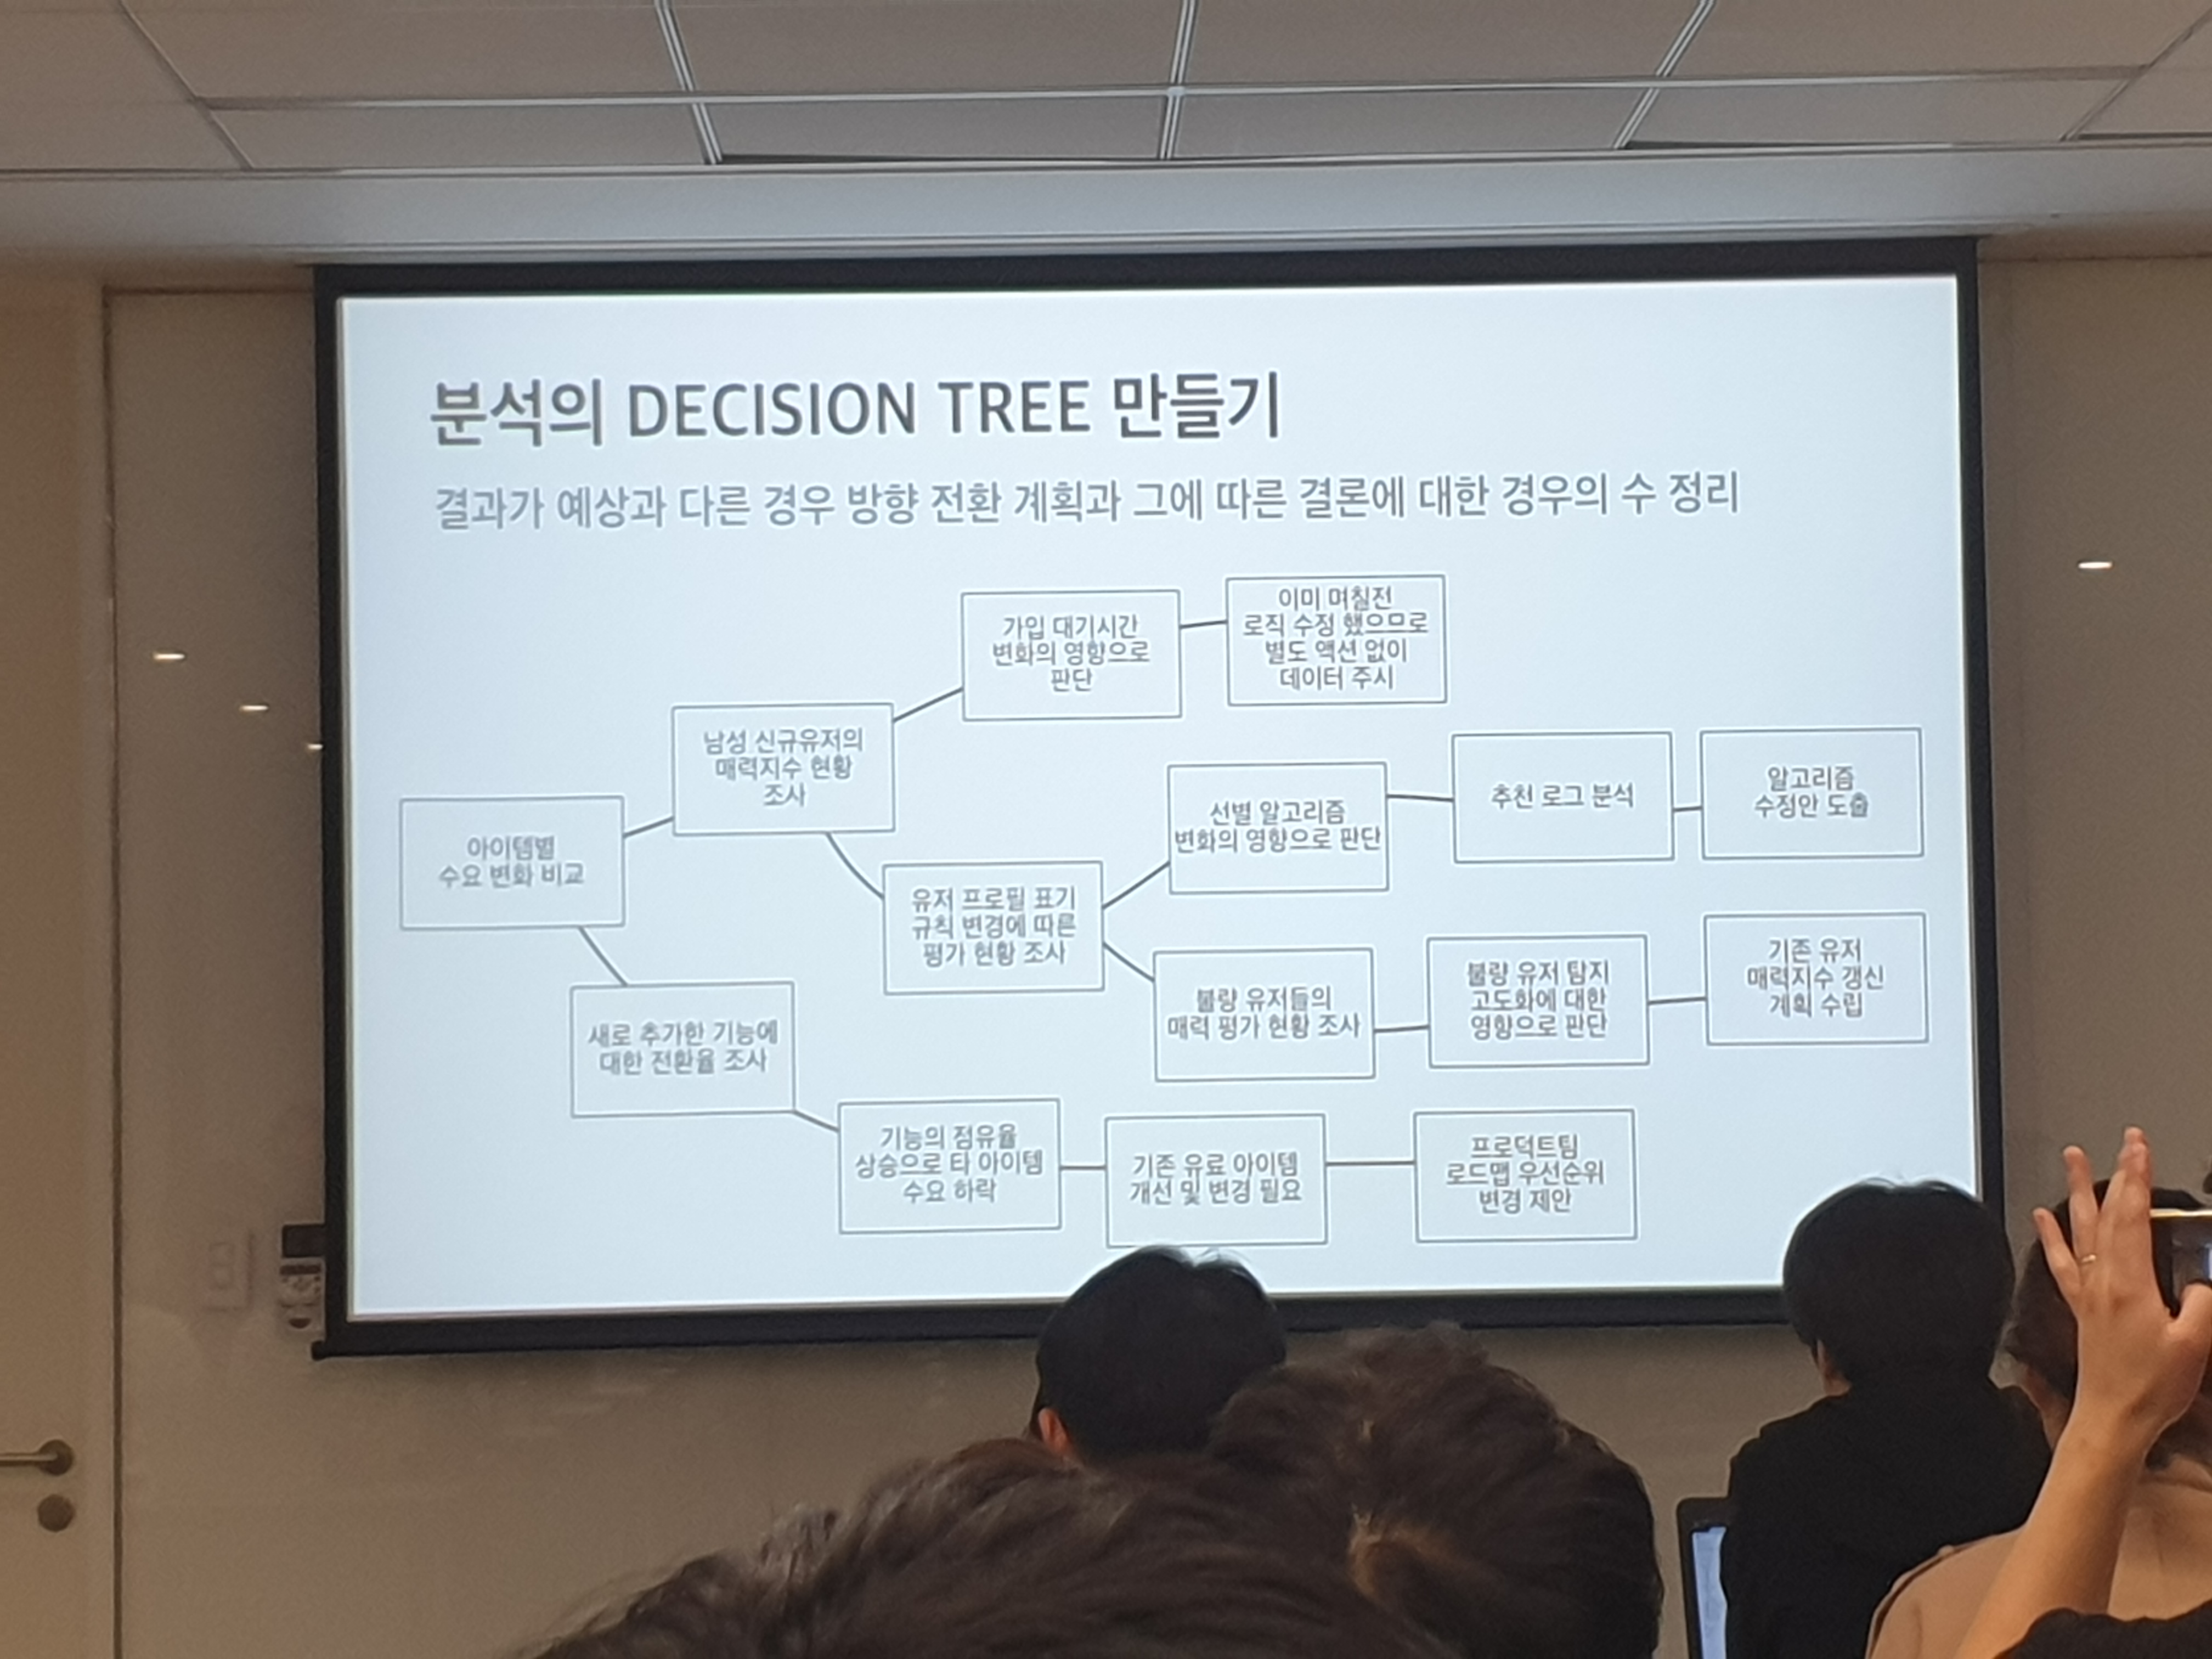 분석의 DECISION TREE 만들기
결과가 예상과 다른 경우 방향 전환 계획과 그에 따른 결론에 대한 경우의 수 정리
아이템별
수요 변화 비교
남성 신규유저의
매력지수 현황
조사
가입 대기시간
변화의 영향으로
판단
이미 며칠전
로직 수정 했으므로
별도 액션 없이
데이터 주시
유저 프로필 표기
규칙 변경에 따른
평가 현황 조사
선별 알고리즘
변화의 영향으로 판단
추천 로그 분석
알고리즘
수정안 도출
불량 유저들의
매력 평가 현황 조사
불량 유저 탐지
고도화에 대한
영향으로 판단
기존 유저
매력지수 갱신
계획 수립
새로 추가한 기능에
대한 전환율 조사
기능의 점유율
상승으로 타 아이템
수요 하락
기존 유료 아이템
개선 및 변경 필요
프로덕트팀
로드맵 우선순위
변경 제안